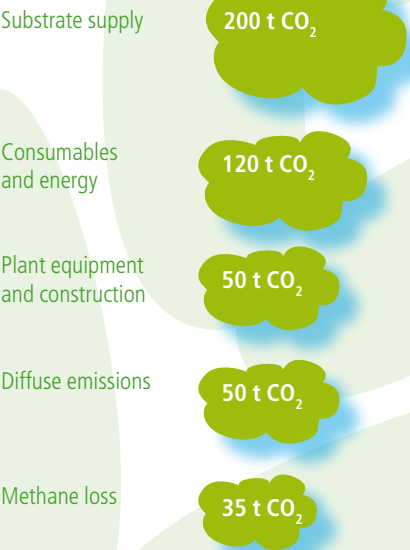 Substrate supply
200 t CO₂
Consumables
and energy
120 t CO₂
Plant equipment
and construction
50 t CO₂
Diffuse emissions
50 t CO₂
Methane loss
35 t CO₂